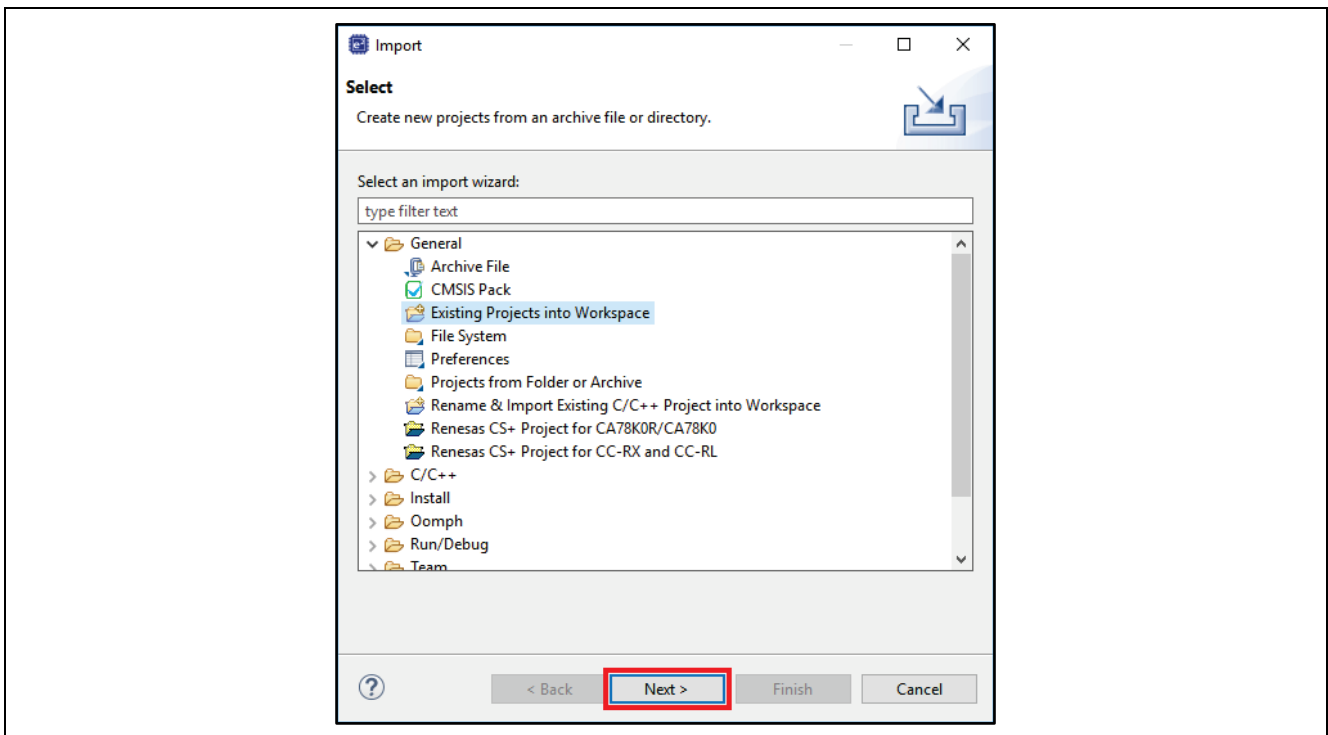 Import
Select
Create new projects from an archive file or directory.
Select an import wizard:
type filter text
General
Archive File
CMSIS Pack
Existing Projects into Workspace
File System
Preferences
Projects from Folder or Archive
Rename & Import Existing C/C++ Project into Workspace
Renesas CS+ Project for CA78K0R/CA78K0
Renesas CS+ Project for CC-RX and CC-RL
C/C++
Install
Oomph
Run/Debug
Team
? < Back Next > Finish Cancel